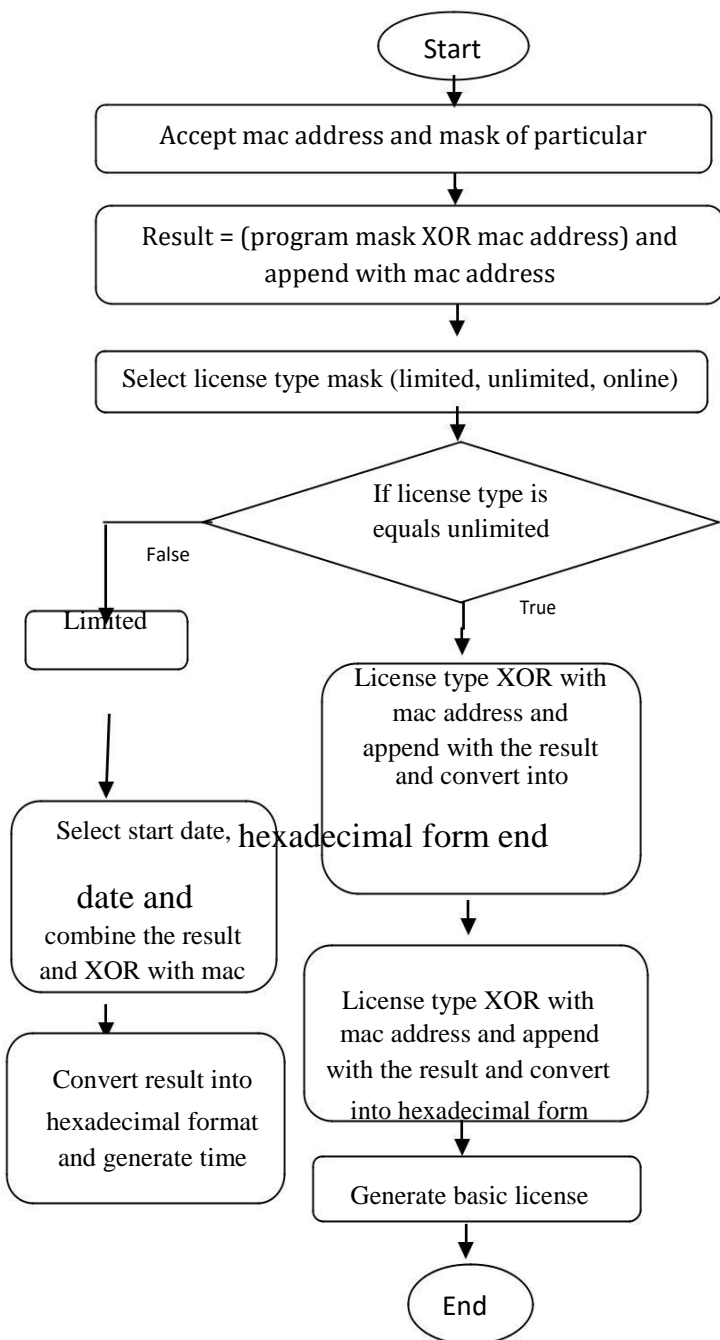 Start
Accept mac address and mask of particular
Result = (program mask XOR mac address) and
append with mac address
Select license type mask (limited, unlimited, online)
If license type is
equals unlimited
False
True
Limited
License type XOR with
mac address and
append with the result
and convert into
Select start date, hexadecimal form end
date and
combine the result
and XOR with mac
License type XOR with
mac address and append
with the result and convert
into hexadecimal form
Convert result into
hexadecimal format
and generate time
Generate basic license
End